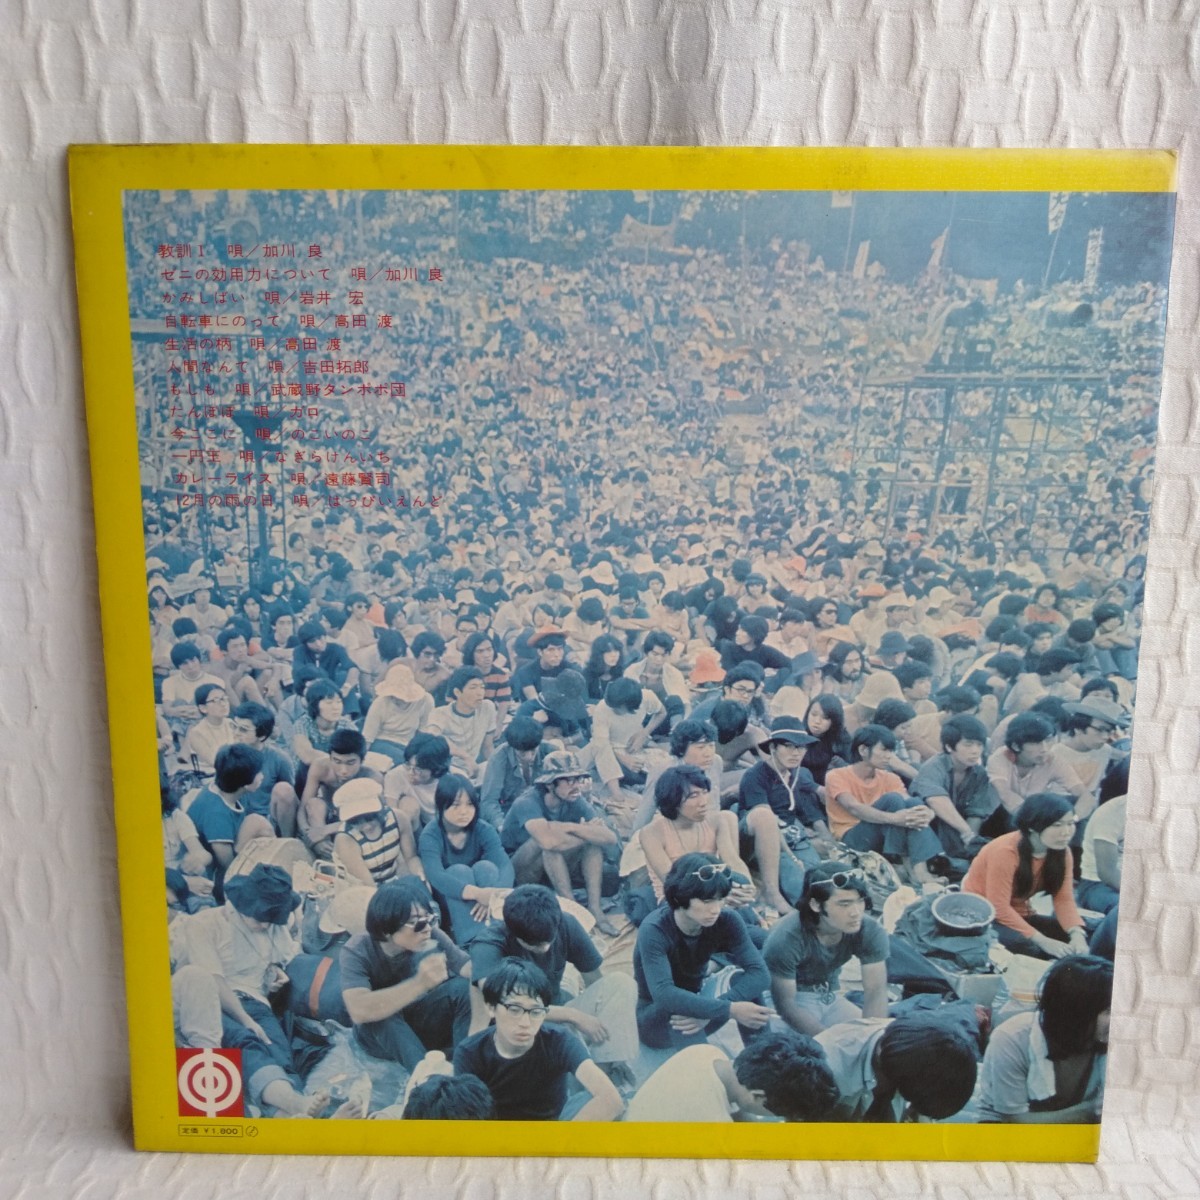 教訓Ⅰ 唄／加川 良
ゼニの効用力について 唄／加川 良
かみしばい 唄／岩井 宏
自転車にのって 唄／高田 渡
生活の柄 唄／高田 渡
人間なんて 唄／吉田拓郎
もしも 唄／武蔵野タンポポ団
たんぽぽ 唄／ガロ
今ここに 唄／のこいのこ
一円玉 唄／なぎらけんいち
カレーライス 唄／遠藤賢司
12月の雨の日 唄／はっぴいえんど
定価 ￥1,800